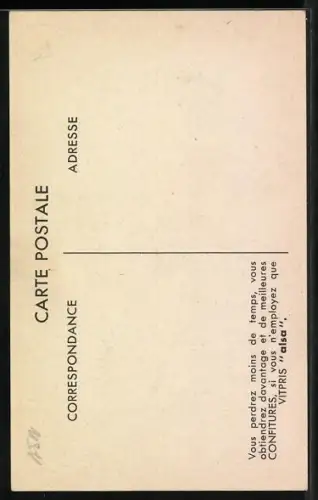 CARTE POSTALE
CORRESPONDANCE
ADRESSE
Vous perdrez moins de temps, vous
obtiendrez davantage et de meilleures
CONFITURES, si vous n'employez que
VITPRIS "alsa".